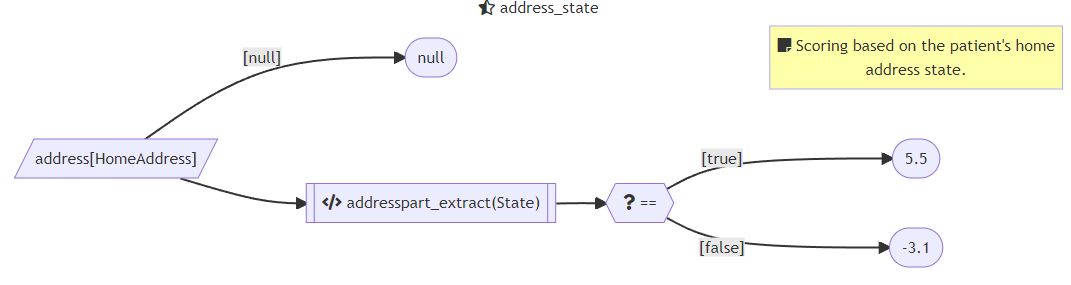 address_state
Scoring based on the patient's home
address state.
[null]
null
address[HomeAddress]
</> addresspart_extract(State)
? ==
[true]
5.5
[false]
-3.1